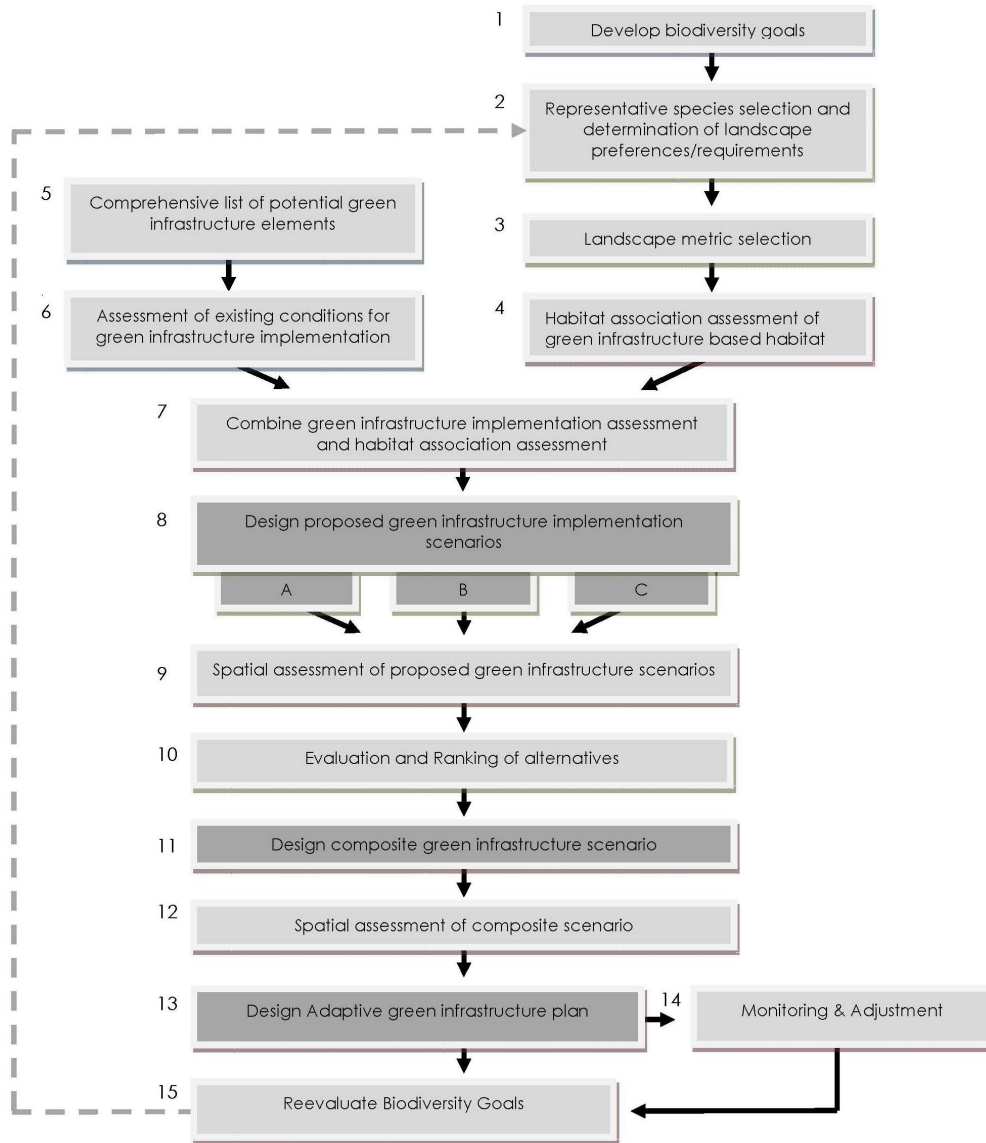 1
Develop biodiversity goals
2
Representative species selection and
determination of landscape
preferences/requirements
3
Landscape metric selection
4
Habitat association assessment of
green infrastructure based habitat
5
Comprehensive list of potential green
infrastructure elements
6
Assessment of existing conditions for
green infrastructure implementation
7
Combine green infrastructure implementation assessment
and habitat association assessment
8
Design proposed green infrastructure implementation
scenarios
A
B
C
9
Spatial assessment of proposed green infrastructure scenarios
10
Evaluation and Ranking of alternatives
11
Design composite green infrastructure scenario
12
Spatial assessment of composite scenario
13
Design Adaptive green infrastructure plan
14
Monitoring & Adjustment
15
Reevaluate Biodiversity Goals